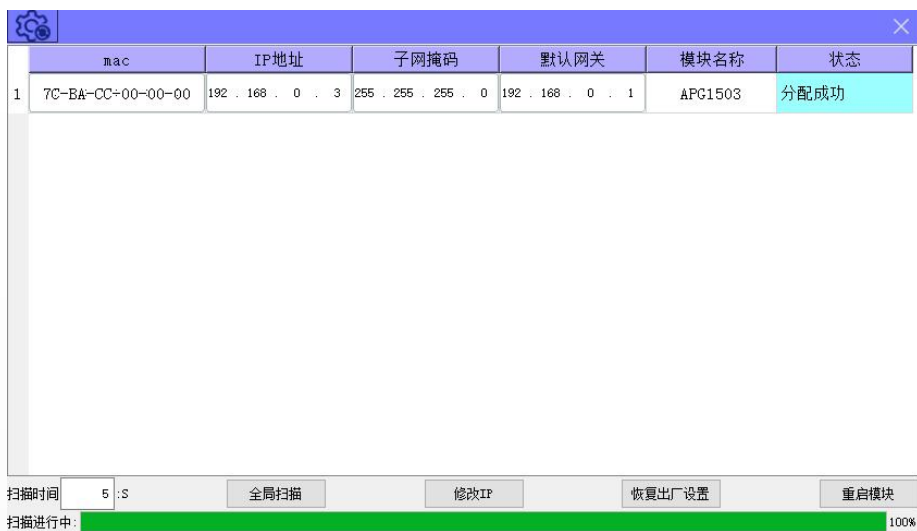 mac IP地址 子网掩码 默认网关 模块名称 状态
1 7C-BA-CC-00-00-00 192 . 168 . 0 . 3 255 . 255 . 255 . 0 192 . 168 . 0 . 1 APG1503 分配成功
扫描时间 5 :S 全局扫描 修改IP 恢复出厂设置 重启模块
扫描进行中: 100%